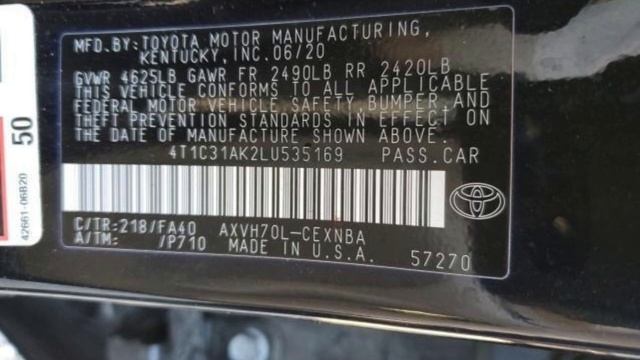 MFD.BY:TOYOTA MOTOR MANUFACTURING,
KENTUCKY,INC.06/20
GVWR 4625LB GAWR FR 2490LB RR 2420LB
THIS VEHICLE CONFORMS TO ALL APPLICABLE
FEDERAL MOTOR VEHICLE SAFETY,BUMPER,AND
THEFT PREVENTION STANDARDS IN EFFECT ON
THE DATE OF MANUFACTURE SHOWN ABOVE.
4T1C31AK2LU535169 PASS.CAR
C/TR:218/FA40 AXVH70L-CEXNBA
A/TM: /P710 MADE IN U.S.A. 57270
50
42661-06B20